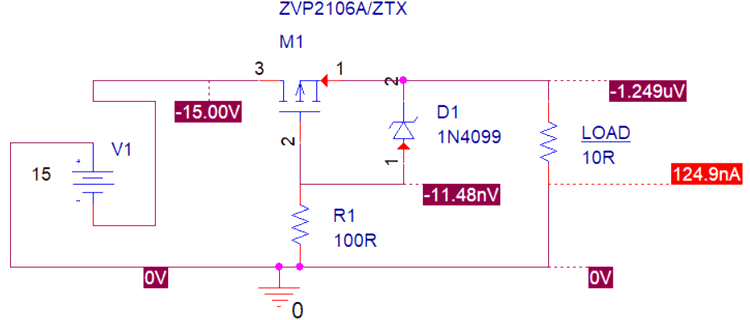 ZVP2106A/ZTX
M1
3
1
2
-15.00V
-1.249uV
V1
15
+
-
2
D1
1N4099
1
LOAD
10R
124.9nA
-11.48nV
R1
100R
0V
0V
0